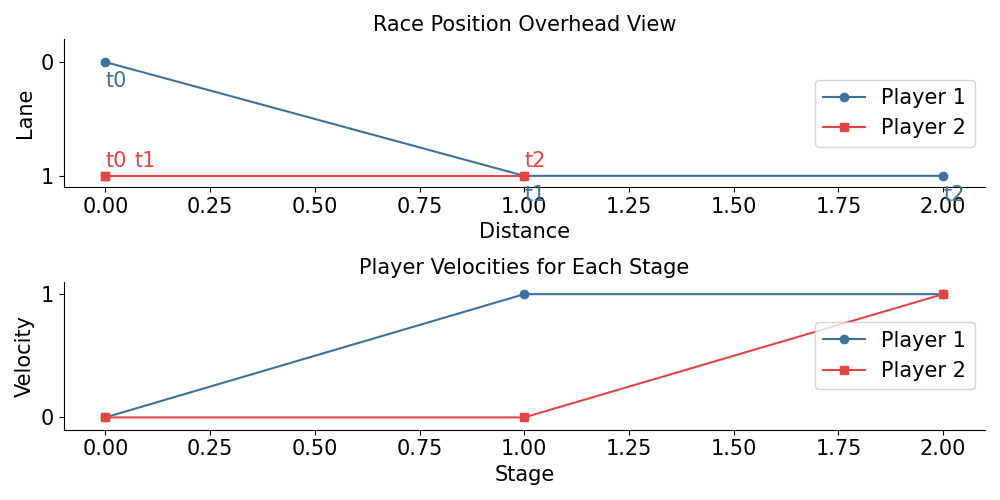 Race Position Overhead View
Lane
0
1
t0
t0 t1
t2
t1
t2
Player 1
Player 2
0.00 0.25 0.50 0.75 1.00 1.25 1.50 1.75 2.00
Distance
Player Velocities for Each Stage
Velocity
1
0
Player 1
Player 2
0.00 0.25 0.50 0.75 1.00 1.25 1.50 1.75 2.00
Stage